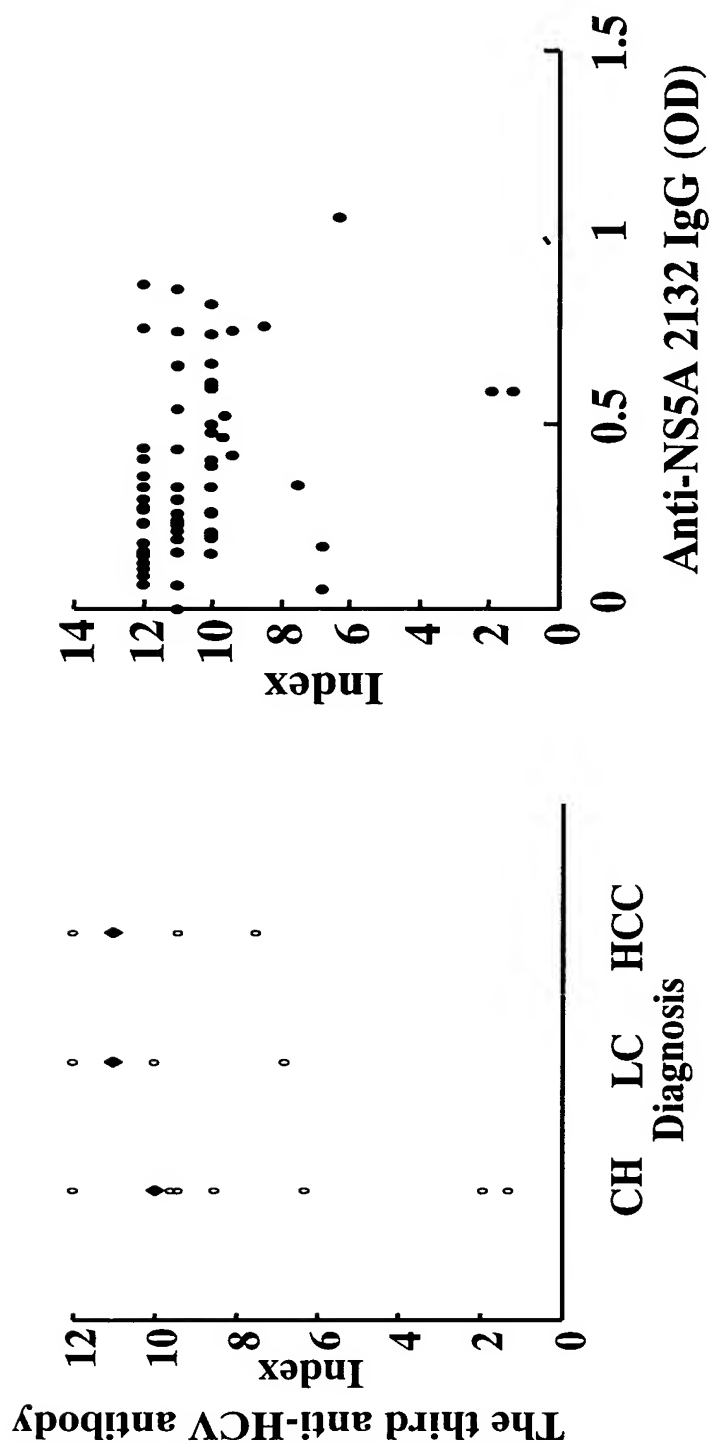 The third anti-HCV antibody
Index
12
10
8
6
4
2
0
CH LC HCC
Diagnosis
Index
14
12
10
8
6
4
2
0
0 0.5 1 1.5
Anti-NS5A 2132 IgG (OD)